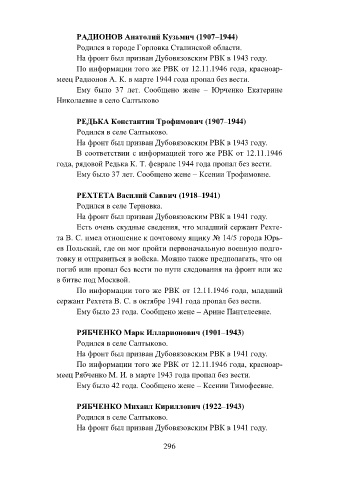 РАДИОНОВ Анатолий Кузьмич (1907–1944)
Родился в городе Горловка Сталинской области.
На фронт был призван Дубовязовским РВК в 1943 году.
По информации того же РВК от 12.11.1946 года, красноар-
меец Радионов А. К. в марте 1944 года пропал без вести.
Ему было 37 лет. Сообщено жене – Юрченко Екатерине
Николаевне в село Салтыково
РЕДЬКА Константин Трофимович (1907–1944)
Родился в селе Салтыково.
На фронт был призван Дубовязовским РВК в 1943 году.
В соответствии с информацией того же РВК от 12.11.1946
года, рядовой Редька К. Т. феврале 1944 года пропал без вести.
Ему было 37 лет. Сообщено жене – Ксении Трофимовне.
РЕХТЕТА Василий Саввич (1918–1941)
Родился в селе Терновка.
На фронт был призван Дубовязовским РВК в 1941 году.
Есть очень скудные сведения, что младший сержант Рехте-
та В. С. имел отношение к почтовому ящику № 14/5 города Юрь-
ев Польский, где он мог пройти первоначальную военную подго-
товку и отправиться в войска. Можно также предполагать, что он
погиб или пропал без вести по пути следования на фронт или же
в битве под Москвой.
По информации того же РВК от 12.11.1946 года, младший
сержант Рехтета В. С. в октябре 1941 года пропал без вести.
Ему было 23 года. Сообщено жене – Арине Пантелеевне.
РЯБЧЕНКО Марк Илларионович (1901–1943)
Родился в селе Салтыково.
На фронт был призван Дубовязовским РВК в 1941 году.
По информации того же РВК от 12.11.1946 года, красноар-
меец Рябченко М. И. в марте 1943 года пропал без вести.
Ему было 42 года. Сообщено жене – Ксении Тимофеевне.
РЯБЧЕНКО Михаил Кириллович (1922–1943)
Родился в селе Салтыково.
На фронт был призван Дубовязовским РВК в 1941 году.
296